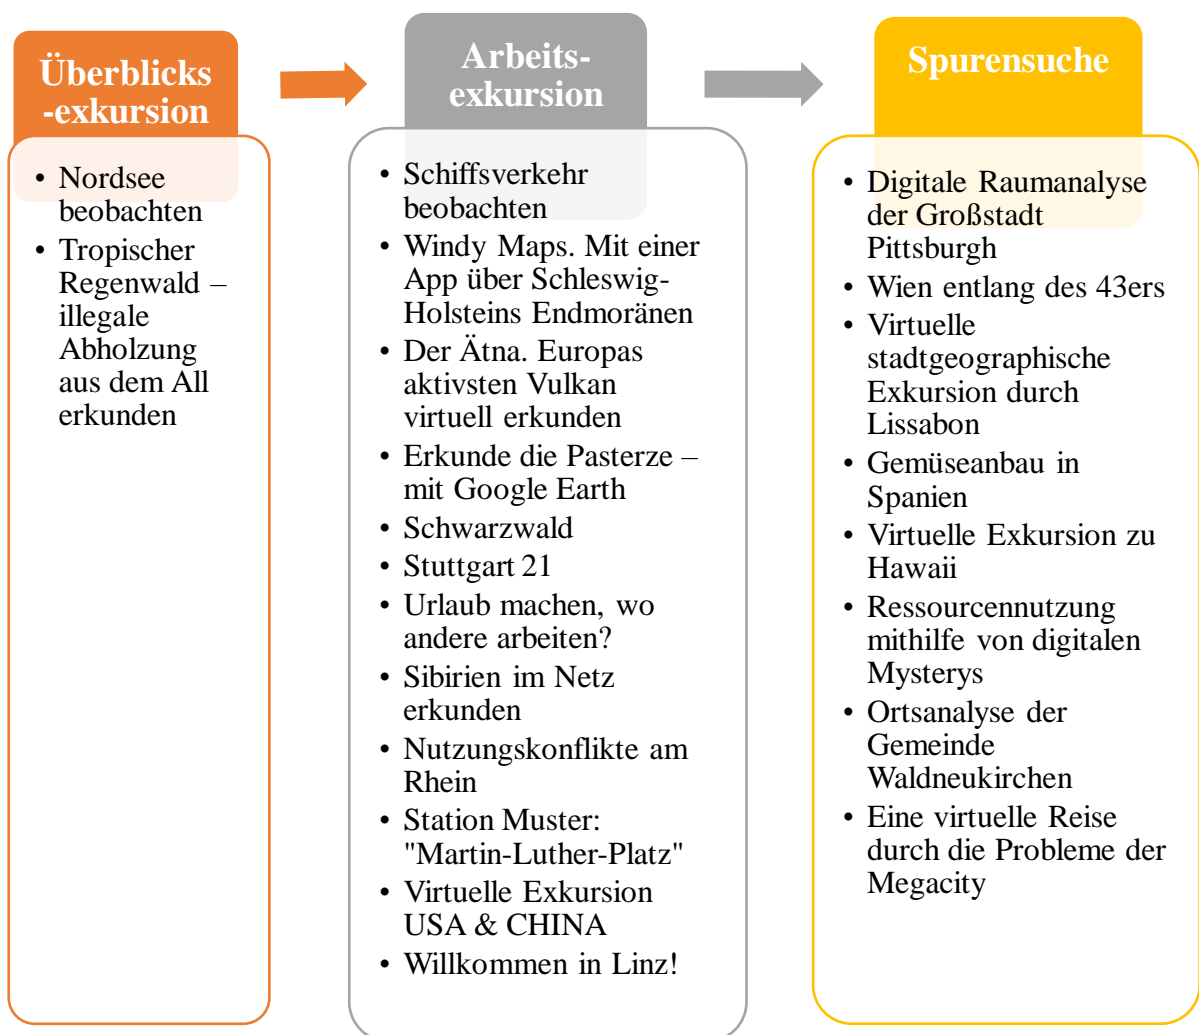 Überblicks
-exkursion
• Nordsee
beobachten
• Tropischer
Regenwald –
illegale
Abholzung
aus dem All
erkunden
Arbeits-
exkursion
• Schiffsverkehr
beobachten
• Windy Maps. Mit einer
App über Schleswig-
Holsteins Endmoränen
• Der Ätna. Europas
aktivsten Vulkan
virtuell erkunden
• Erkunde die Pasterze –
mit Google Earth
• Schwarzwald
• Stuttgart 21
• Urlaub machen, wo
andere arbeiten?
• Sibirien im Netz
erkunden
• Nutzungskonflikte am
Rhein
• Station Muster:
"Martin-Luther-Platz"
• Virtuelle Exkursion
USA & CHINA
• Willkommen in Linz!
Spurensuche
• Digitale Raumanalyse
der Großstadt
Pittsburgh
• Wien entlang des 43ers
• Virtuelle
stadtgeographische
Exkursion durch
Lissabon
• Gemüseanbau in
Spanien
• Virtuelle Exkursion zu
Hawaii
• Ressourcennutzung
mithilfe von digitalen
Mysterys
• Ortsanalyse der
Gemeinde
Waldneukirchen
• Eine virtuelle Reise
durch die Probleme der
Megacity